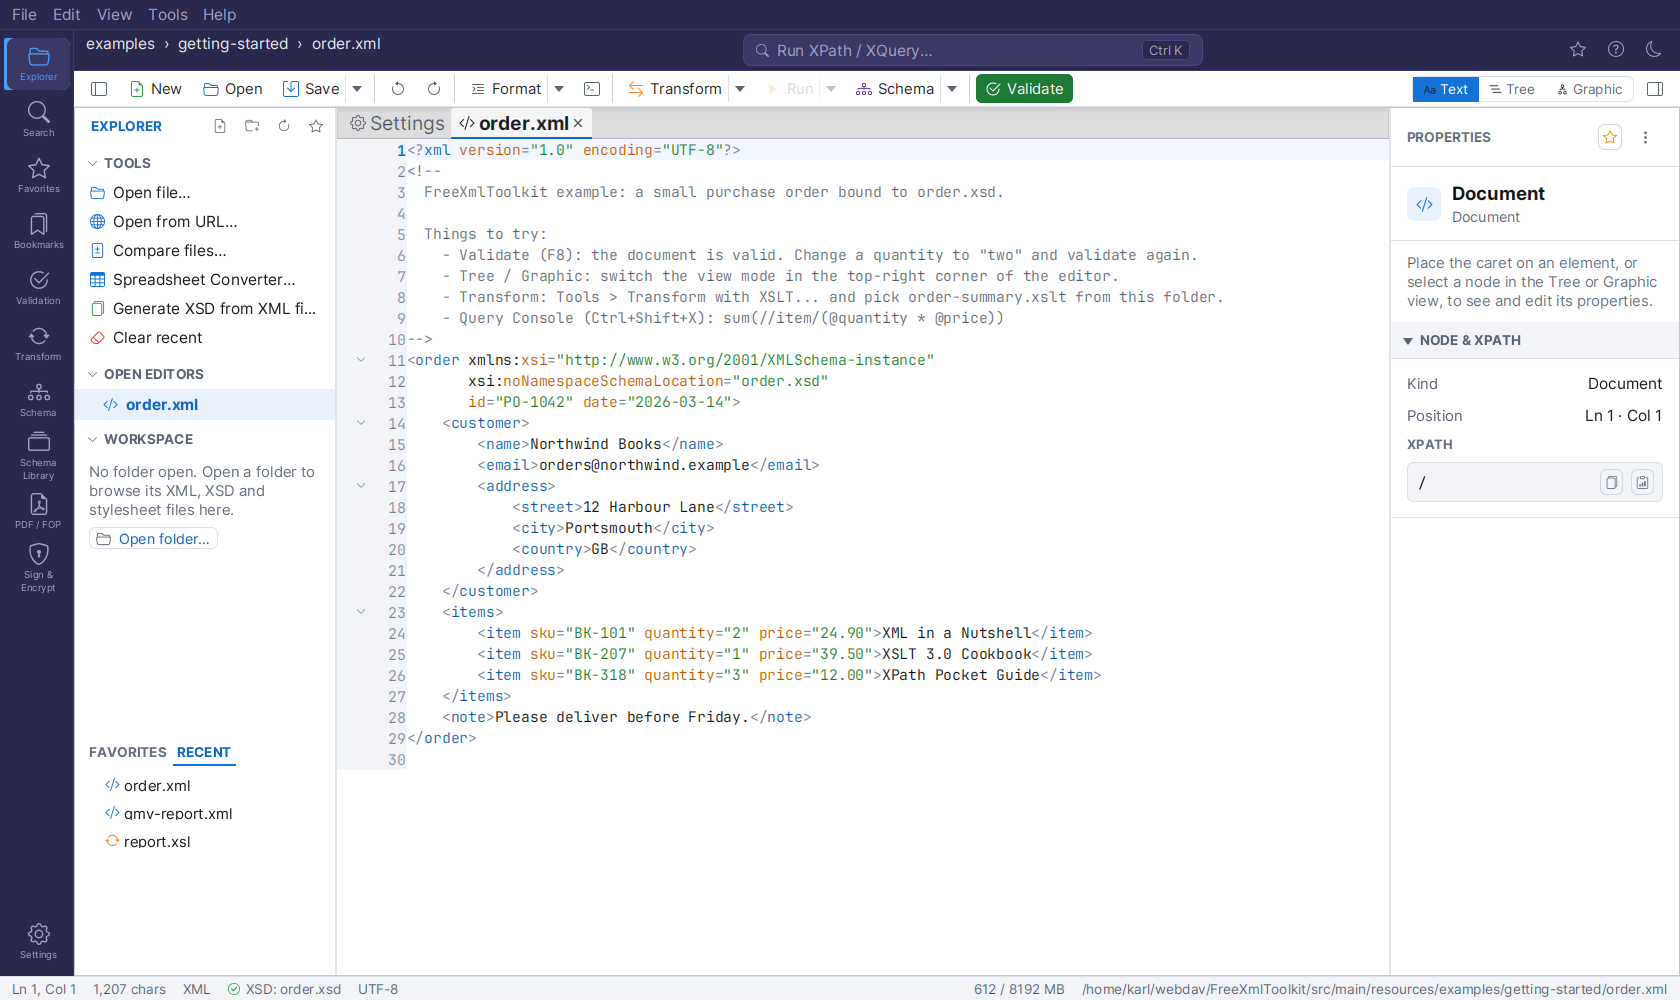 File Edit View Tools Help
examples › getting-started › order.xml
Run XPath / XQuery... Ctrl K
Explorer
Search
Favorites
Bookmarks
Validation
Transform
Schema
Schema
Library
PDF / FOP
Sign &
Encrypt
Settings
New Open Save Format Transform Run Schema Validate
Aa Text Tree Graphic
EXPLORER
TOOLS
Open file...
Open from URL...
Compare files...
Spreadsheet Converter...
Generate XSD from XML fi...
Clear recent
OPEN EDITORS
order.xml
WORKSPACE
No folder open. Open a folder to
browse its XML, XSD and
stylesheet files here.
Open folder...
FAVORITES RECENT
order.xml
gmv-report.xml
report.xsl
Settings order.xml ×
1 <?xml version="1.0" encoding="UTF-8"?>
2 <!--
3 FreeXmlToolkit example: a small purchase order bound to order.xsd.
4
5 Things to try:
6 - Validate (F8): the document is valid. Change a quantity to "two" and validate again.
7 - Tree / Graphic: switch the view mode in the top-right corner of the editor.
8 - Transform: Tools > Transform with XSLT... and pick order-summary.xslt from this folder.
9 - Query Console (Ctrl+Shift+X): sum(//item/(@quantity * @price))
10 -->
11 <order xmlns:xsi="http://www.w3.org/2001/XMLSchema-instance"
12 xsi:noNamespaceSchemaLocation="order.xsd"
13 id="PO-1042" date="2026-03-14">
14 <customer>
15 <name>Northwind Books</name>
16 <email>orders@northwind.example</email>
17 <address>
18 <street>12 Harbour Lane</street>
19 <city>Portsmouth</city>
20 <country>GB</country>
21 </address>
22 </customer>
23 <items>
24 <item sku="BK-101" quantity="2" price="24.90">XML in a Nutshell</item>
25 <item sku="BK-207" quantity="1" price="39.50">XSLT 3.0 Cookbook</item>
26 <item sku="BK-318" quantity="3" price="12.00">XPath Pocket Guide</item>
27 </items>
28 <note>Please deliver before Friday.</note>
29 </order>
30
PROPERTIES
Document
Document
Place the caret on an element, or
select a node in the Tree or Graphic
view, to see and edit its properties.
NODE & XPATH
Kind Document
Position Ln 1 · Col 1
XPATH
/
Ln 1, Col 1 1,207 chars XML XSD: order.xsd UTF-8 612 / 8192 MB /home/karl/webdav/FreeXmlToolkit/src/main/resources/examples/getting-started/order.xml